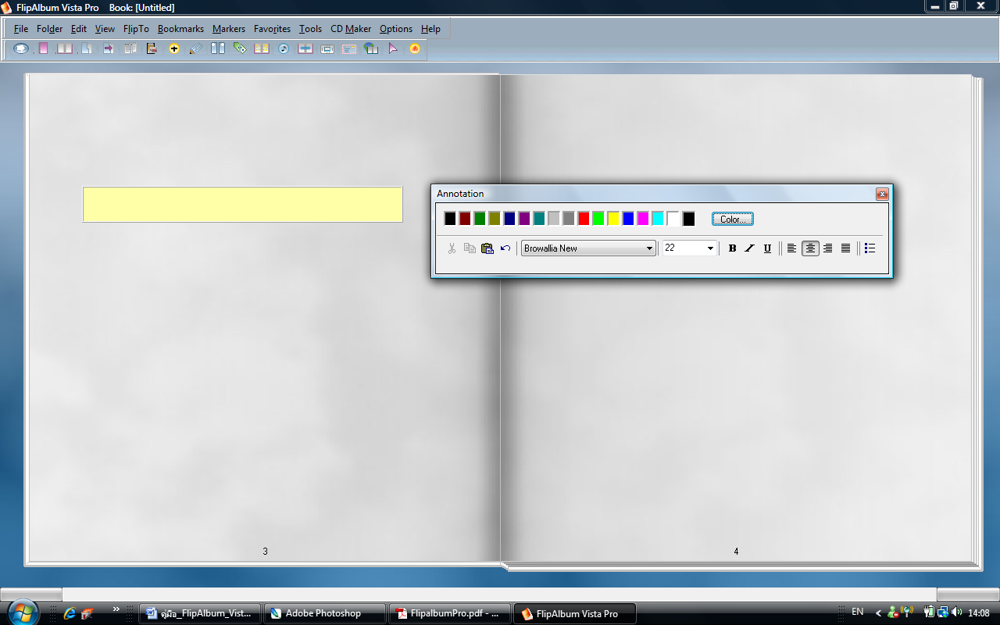 FlipAlbum Vista Pro    Book: [Untitled]
File Folder Edit View FlipTo Bookmarks Markers Favorites Tools CD Maker Options Help
Annotation
Color...
Browallia New 22 B I U
3 4
คู่มือ_FlipAlbum_Vist... Adobe Photoshop FlipalbumPro.pdf - ... FlipAlbum Vista Pro EN 14:08